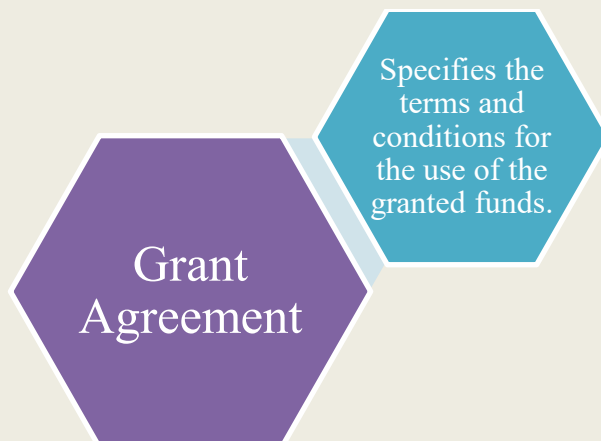 Specifies the
terms and
conditions for
the use of the
granted funds.
Grant
Agreement